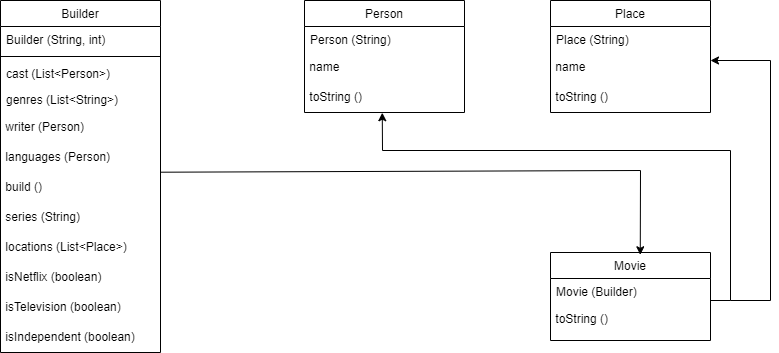 Builder
Builder (String, int)
cast (List<Person>)
genres (List<String>)
writer (Person)
languages (Person)
build ()
series (String)
locations (List<Place>)
isNetflix (boolean)
isTelevision (boolean)
isIndependent (boolean)
Person
Person (String)
name
toString ()
Place
Place (String)
name
toString ()
Movie
Movie (Builder)
toString ()